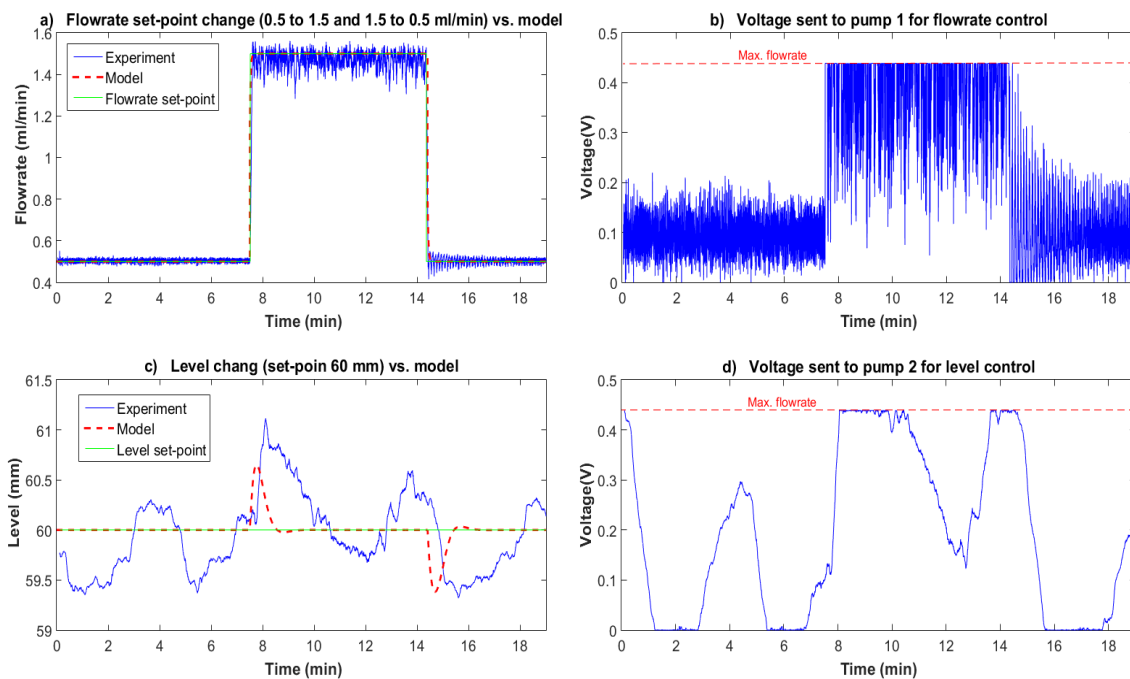 a) Flowrate set-point change (0.5 to 1.5 and 1.5 to 0.5 ml/min) vs. model
1.6
1.4
1.2
1
0.8
0.6
0.4
Flowrate (ml/min)
Experiment
Model
Flowrate set-point
0 2 4 6 8 10 12 14 16 18
Time (min)
b) Voltage sent to pump 1 for flowrate control
0.5
0.4
0.3
0.2
0.1
0
Voltage(V)
Max. flowrate
0 2 4 6 8 10 12 14 16 18
Time (min)
c) Level chang (set-poin 60 mm) vs. model
61.5
61
60.5
60
59.5
59
Level (mm)
Experiment
Model
Level set-point
0 2 4 6 8 10 12 14 16 18
Time (min)
d) Voltage sent to pump 2 for level control
0.5
0.4
0.3
0.2
0.1
0
Voltage(V)
Max. flowrate
0 2 4 6 8 10 12 14 16 18
Time (min)